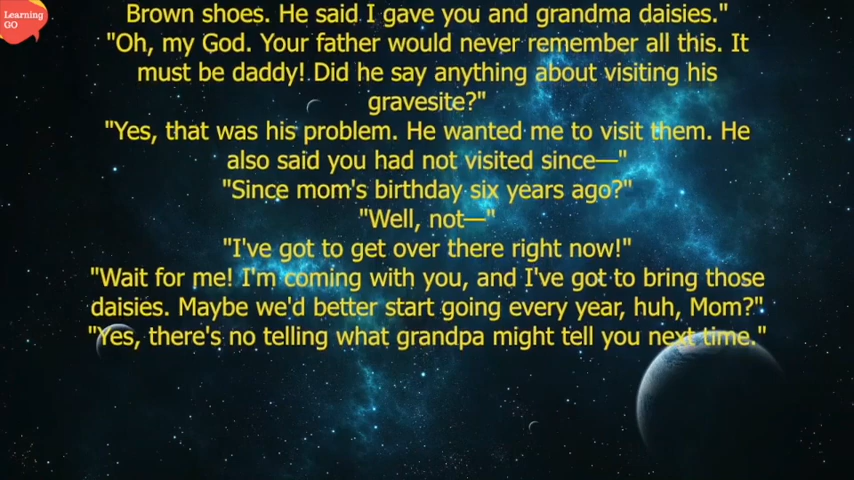 Learning
GO
Brown shoes. He said I gave you and grandma daisies."
"Oh, my God. Your father would never remember all this. It
must be daddy! Did he say anything about visiting his
gravesite?"
"Yes, that was his problem. He wanted me to visit them. He
also said you had not visited since—"
"Since mom's birthday six years ago?"
"Well, not—"
"I've got to get over there right now!"
"Wait for me! I'm coming with you, and I've got to bring those
daisies. Maybe we'd better start going every year, huh, Mom?"
"Yes, there's no telling what grandpa might tell you next time."